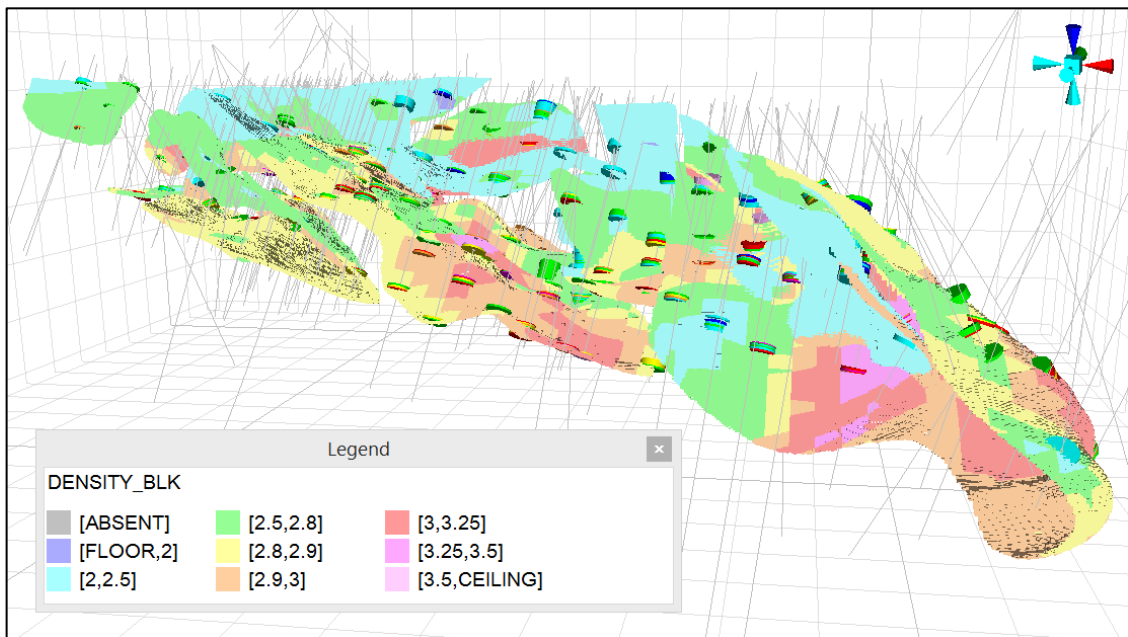 Legend
DENSITY_BLK
[ABSENT] [2.5,2.8] [3,3.25]
[FLOOR,2] [2.8,2.9] [3.25,3.5]
[2,2.5] [2.9,3] [3.5,CEILING]